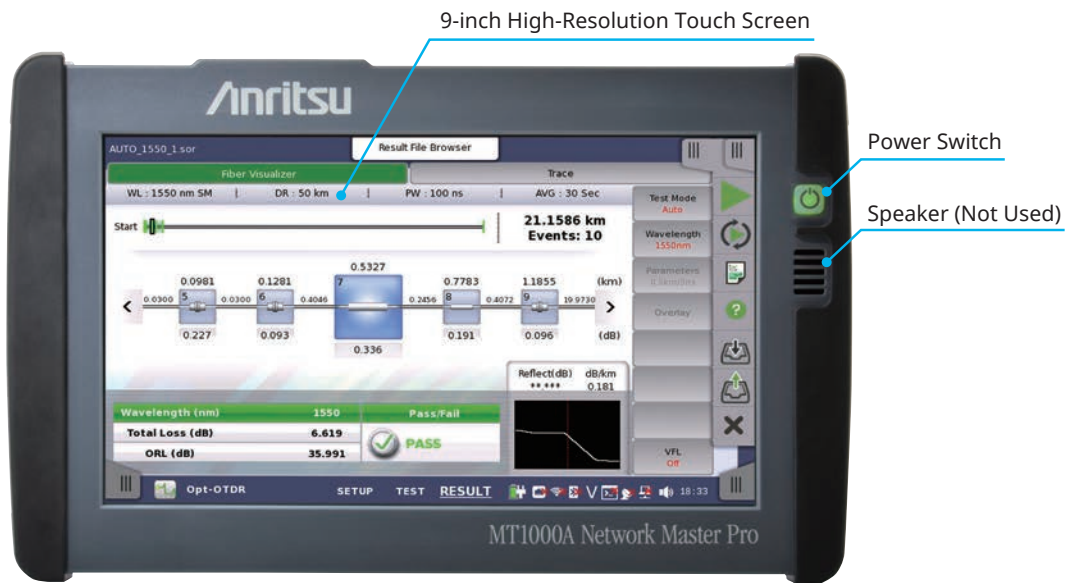 9-inch High-Resolution Touch Screen
Anritsu
AUTO_1550_1.sor
Result File Browser
Fiber Visualizer
Trace
WL : 1550 nm SM | DR : 50 km | PW : 100 ns | AVG : 30 Sec
Start
21.1586 km
Events: 10
0.5327
0.0981 0.1281 0.7783 1.1855 (km)
5 6 7 8 9
< 0.0300 0.0300 0.4046 0.2456 0.4072 19.9730 >
0.227 0.093 0.191 0.096 (dB)
0.336
Reflect(dB) dB/km
**.*** 0.181
Wavelength (nm) 1550 Pass/Fail
Total Loss (dB) 6.619
PASS
ORL (dB) 35.991
Test Mode
Auto
Wavelength
1550nm
Parameters
Overlay
VFL
Off
Opt-OTDR
SETUP TEST RESULT
18:33
MT1000A Network Master Pro
Power Switch
Speaker (Not Used)